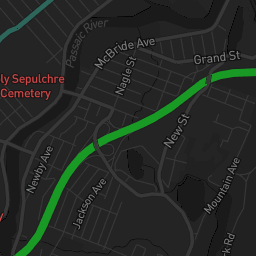 Passaic River
McBride Ave
Grand St
Nagle St
ly Sepulchre
Cemetery
New St
Newby Ave
Mountain Ave
Jackson Ave
rk Rd